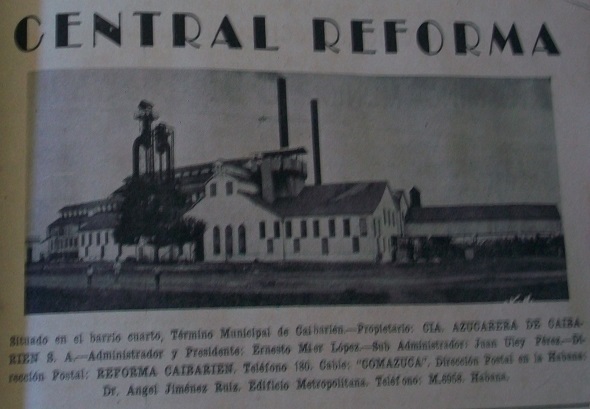 CENTRAL REFORMA
Situado en el barrio cuarto, Término Municipal de Caibarién.—Propietario: CIA. AZUCARERA DE CAIBA-
RIEN S. A.—Administrador y Presidente: Ernesto Mier López.—Sub Administrador: Juan Pérez.—Di-
rección Postal: REFORMA CAIBARIEN. Teléfono 180. Cable: "COMAZUCA". Dirección Postal en la Habana:
Dr. Angel Jiménez Ruiz. Edificio Metropolitana. Teléfono: Habana.